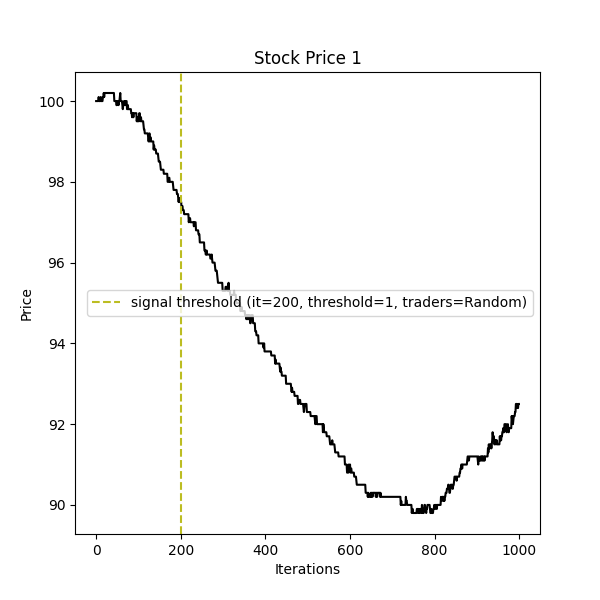 Stock Price 1
100
98
96
94
92
90
Price
signal threshold (it=200, threshold=1, traders=Random)
0 200 400 600 800 1000
Iterations